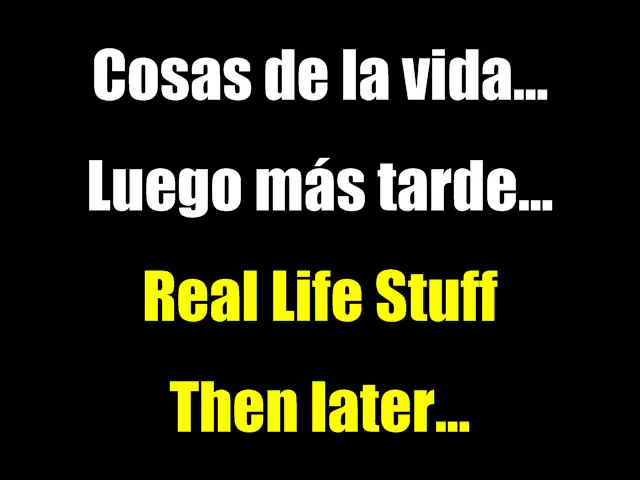 Cosas de la vida...
Luego más tarde...
Real Life Stuff
Then later...